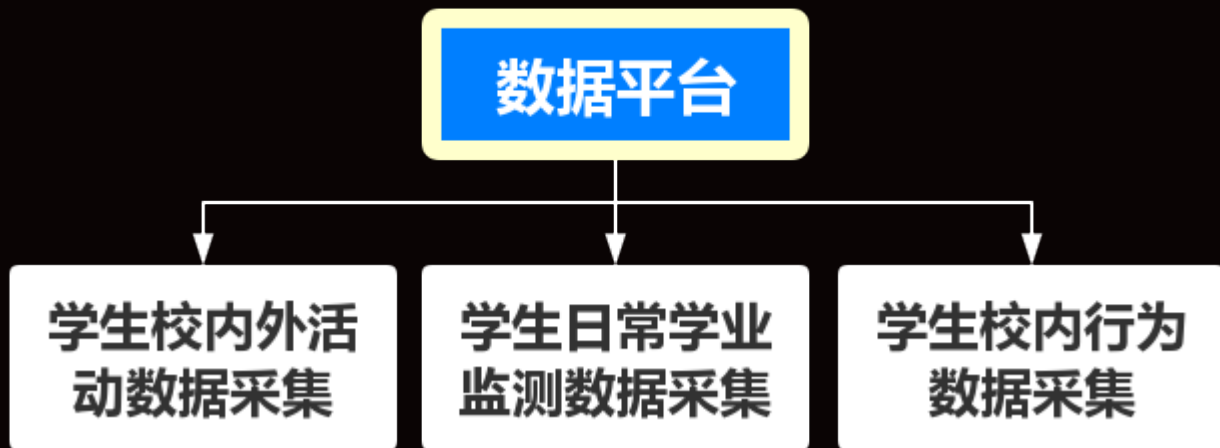 数据平台
学生校内外活
动数据采集
学生日常学业
监测数据采集
学生校内行为
数据采集